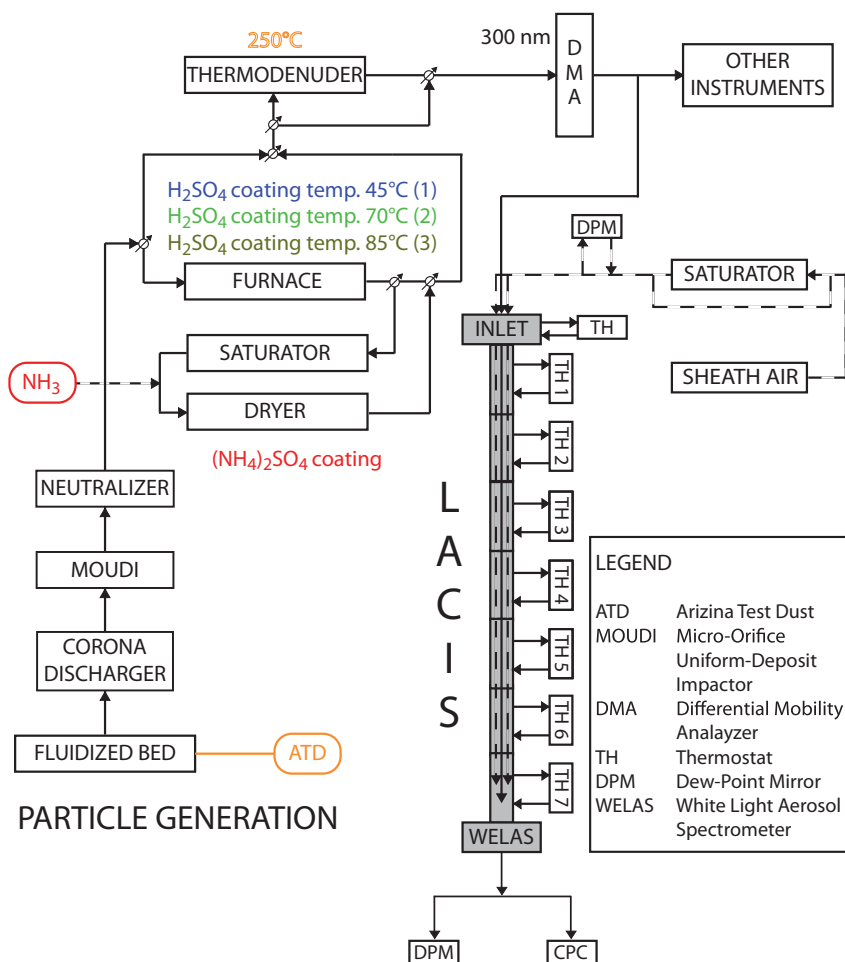 250°C
300 nm
THERMODENUDER
DMA
OTHER
INSTRUMENTS
H₂SO₄ coating temp. 45°C (1)
H₂SO₄ coating temp. 70°C (2)
H₂SO₄ coating temp. 85°C (3)
DPM
FURNACE
SATURATOR
INLET
TH
SATURATOR
NH₃
DRYER
SHEATH AIR
(NH₄)₂SO₄ coating
TH 1
TH 2
TH 3
TH 4
TH 5
TH 6
TH 7
LACIS
NEUTRALIZER
MOUDI
CORONA
DISCHARGER
FLUIDIZED BED
ATD
PARTICLE GENERATION
WELAS
DPM
CPC
LEGEND
ATD Arizina Test Dust
MOUDI Micro-Orifice
Uniform-Deposit
Impactor
DMA Differential Mobility
Analayzer
TH Thermostat
DPM Dew-Point Mirror
WELAS White Light Aerosol
Spectrometer